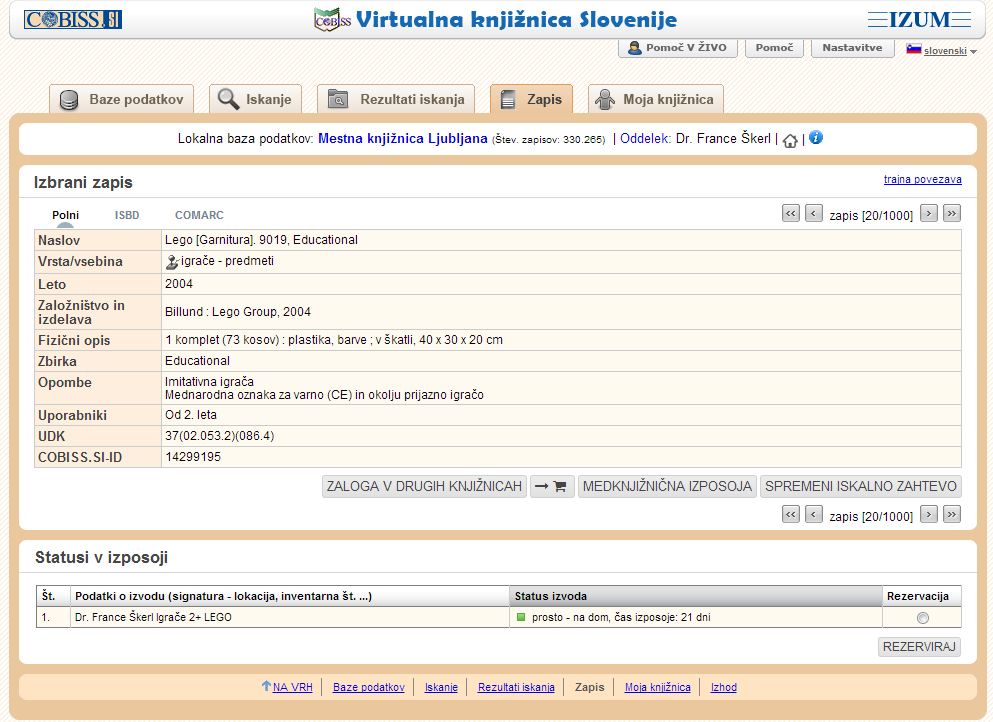 COBISS.SI
COBISS Virtualna knjižnica Slovenije
IZUM
Pomoč V ŽIVO
Pomoč
Nastavitve
slovenski
Baze podatkov
Iskanje
Rezultati iskanja
Zapis
Moja knjižnica
Lokalna baza podatkov: Mestna knjižnica Ljubljana (Štev. zapisov: 330.265) | Oddelek: Dr. France Škerl | |
Izbrani zapis
trajna povezava
Polni ISBD COMARC
<< < zapis [20/1000] > >>
Naslov Lego [Garnitura]. 9019, Educational
Vrsta/vsebina igrače - predmeti
Leto 2004
Založništvo in
izdelava
Billund : Lego Group, 2004
Fizični opis 1 komplet (73 kosov) : plastika, barve ; v škatli, 40 x 30 x 20 cm
Zbirka Educational
Opombe Imitativna igrača
Mednarodna oznaka za varno (CE) in okolju prijazno igračo
Uporabniki Od 2. leta
UDK 37(02.053.2)(086.4)
COBISS.SI-ID 14299195
ZALOGA V DRUGIH KNJIŽNICAH
MEDKNJIŽNIČNA IZPOSOJA
SPREMENI ISKALNO ZAHTEVO
<< < zapis [20/1000] > >>
Statusi v izposoji
Št. Podatki o izvodu (signatura - lokacija, inventarna št. ...) Status izvoda Rezervacija
1. Dr. France Škerl Igrače 2+ LEGO prosto - na dom, čas izposoje: 21 dni
REZERVIRAJ
NA VRH | Baze podatkov | Iskanje | Rezultati iskanja | Zapis | Moja knjižnica | Izhod